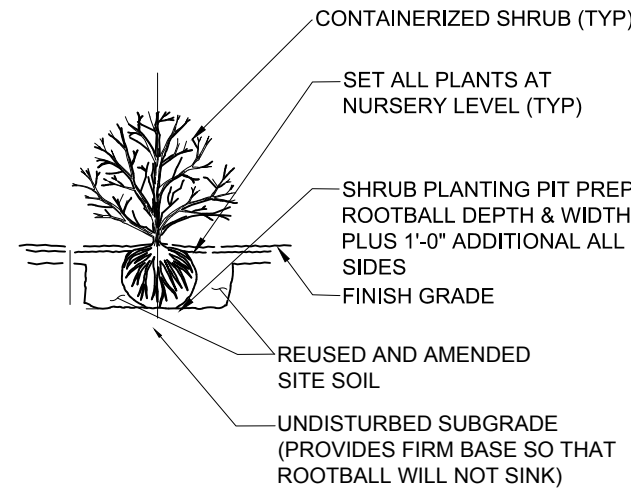 CONTAINERIZED SHRUB (TYP)
SET ALL PLANTS AT
NURSERY LEVEL (TYP)
SHRUB PLANTING PIT PREP
ROOTBALL DEPTH & WIDTH
PLUS 1'-0" ADDITIONAL ALL
SIDES
FINISH GRADE
REUSED AND AMENDED
SITE SOIL
UNDISTURBED SUBGRADE
(PROVIDES FIRM BASE SO THAT
ROOTBALL WILL NOT SINK)